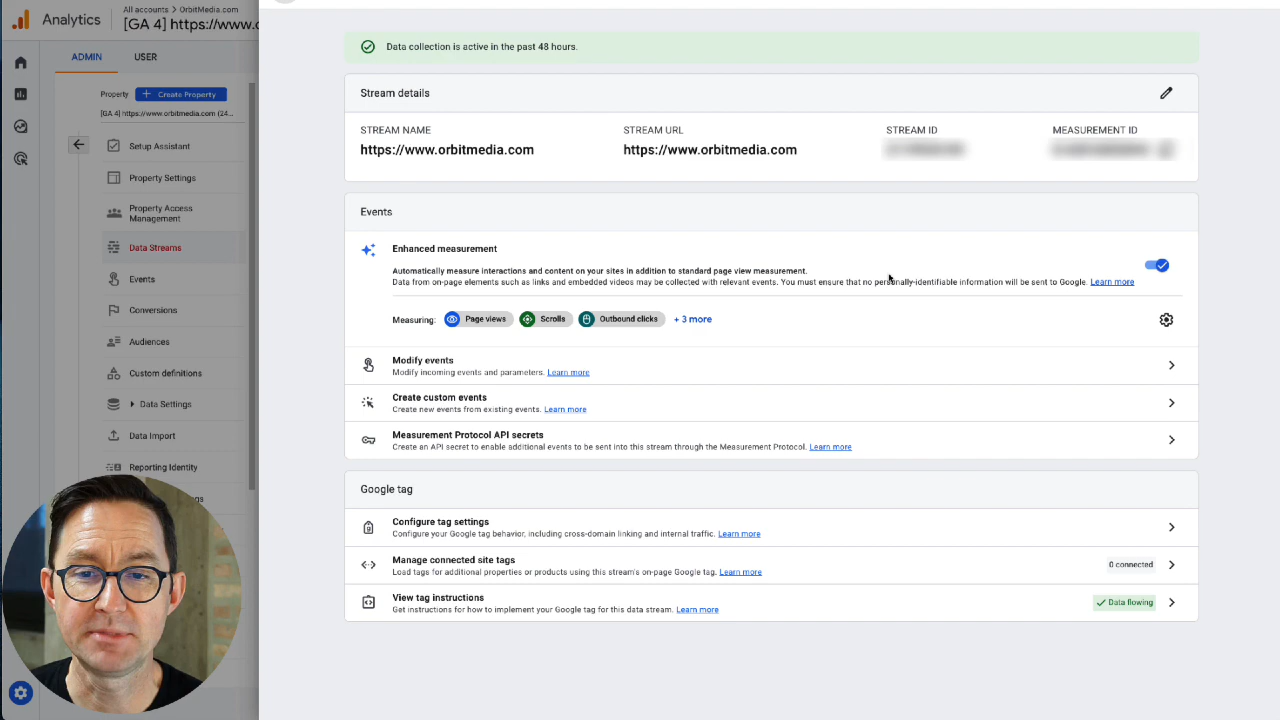 Analytics
All accounts > OrbitMedia.com
[GA 4] https://www.o
ADMIN
USER
Property
+ Create Property
[GA 4] https://www.orbitmedia.com (24...
Setup Assistant
Property Settings
Property Access
Management
Data Streams
Events
Conversions
Audiences
Custom definitions
Data Settings
Data Import
Reporting Identity
Data collection is active in the past 48 hours.
Stream details
STREAM NAME
https://www.orbitmedia.com
STREAM URL
https://www.orbitmedia.com
STREAM ID
MEASUREMENT ID
Events
Enhanced measurement
Automatically measure interactions and content on your sites in addition to standard page view measurement.
Data from on-page elements such as links and embedded videos may be collected with relevant events. You must ensure that no personally-identifiable information will be sent to Google. Learn more
Measuring: Page views Scrolls Outbound clicks + 3 more
Modify events
Modify incoming events and parameters. Learn more
Create custom events
Create new events from existing events. Learn more
Measurement Protocol API secrets
Create an API secret to enable additional events to be sent into this stream through the Measurement Protocol. Learn more
Google tag
Configure tag settings
Configure your Google tag behavior, including cross-domain linking and internal traffic. Learn more
Manage connected site tags
Load tags for additional properties or products using this stream's on-page Google tag. Learn more
0 connected
View tag instructions
Get instructions for how to implement your Google tag for this data stream. Learn more
Data flowing